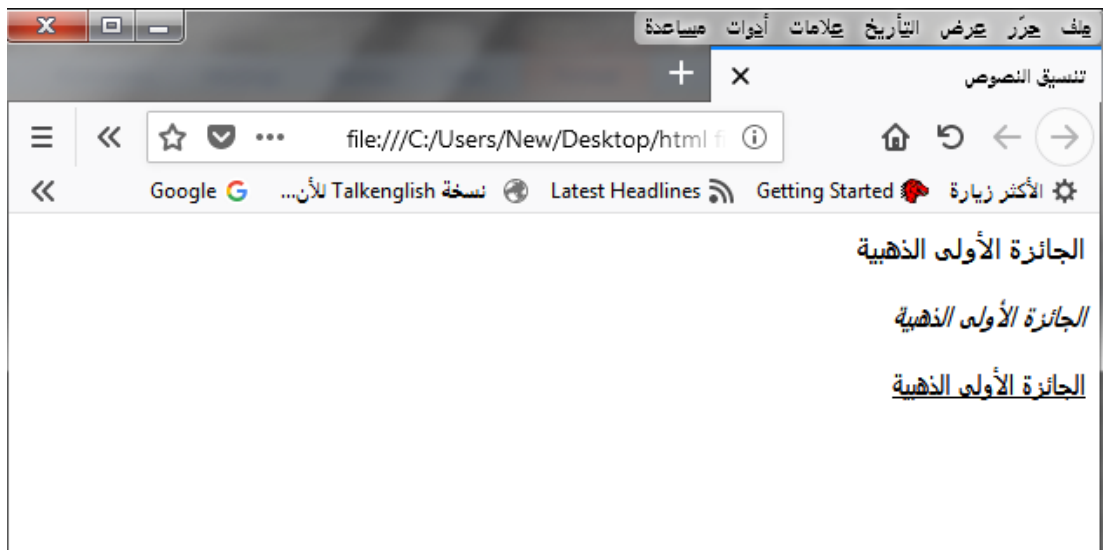 ملف حرّر عرض التأريخ علامات أدوات مساعدة
تنسيق النصوص
file:///C:/Users/New/Desktop/html
الأكثر زيارة Getting Started Latest Headlines نسخة Talkenglish للأن... Google
الجائزة الأولى الذهبية
الجائزة الأولى الذهبية
الجائزة الأولى الذهبية